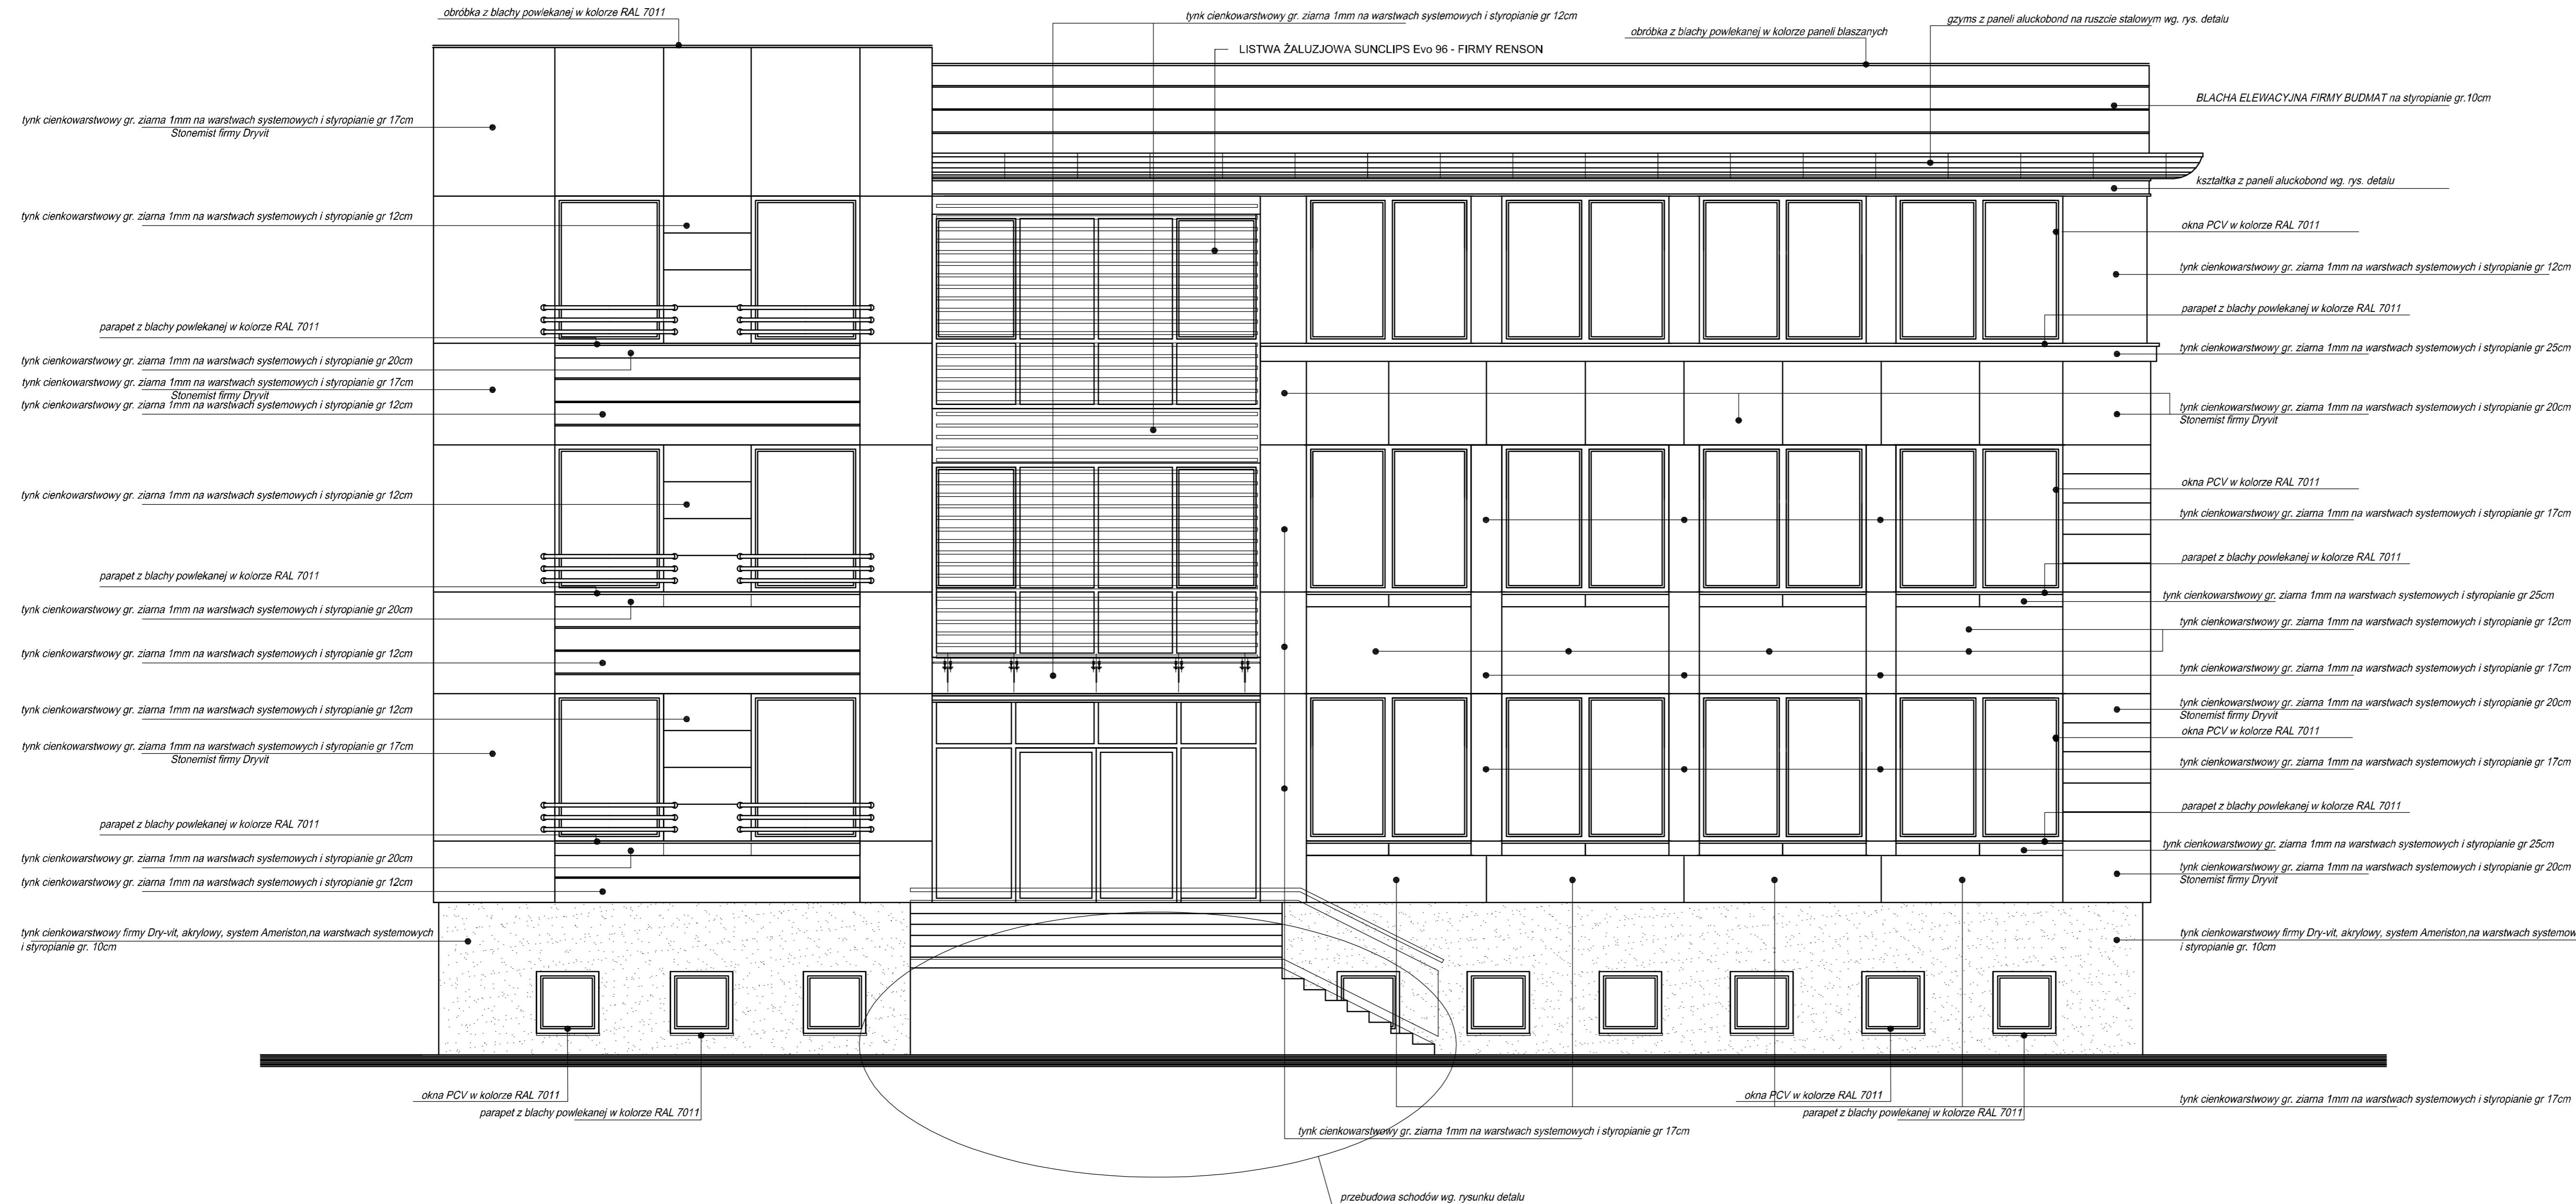 obróbka z blachy powlekanej w kolorze RAL 7011
tynk cienkowarstwowy gr. ziarna 1mm na warstwach systemowych i styropianie gr 12cm
gzyms z paneli aluckobond na ruszcie stalowym wg. rys. detalu
obróbka z blachy powlekanej w kolorze paneli blaszanych
LISTWA ŻALUZJOWA SUNCLIPS Evo 96 - FIRMY RENSON
BLACHA ELEWACYJNA FIRMY BUDMAT na styropianie gr.10cm
tynk cienkowarstwowy gr. ziarna 1mm na warstwach systemowych i styropianie gr 17cm
Stonemist firmy Dryvit
kształtka z paneli aluckobond wg. rys. detalu
tynk cienkowarstwowy gr. ziarna 1mm na warstwach systemowych i styropianie gr 12cm
okna PCV w kolorze RAL 7011
tynk cienkowarstwowy gr. ziarna 1mm na warstwach systemowych i styropianie gr 12cm
parapet z blachy powlekanej w kolorze RAL 7011
parapet z blachy powlekanej w kolorze RAL 7011
tynk cienkowarstwowy gr. ziarna 1mm na warstwach systemowych i styropianie gr 25cm
tynk cienkowarstwowy gr. ziarna 1mm na warstwach systemowych i styropianie gr 20cm
tynk cienkowarstwowy gr. ziarna 1mm na warstwach systemowych i styropianie gr 17cm
Stonemist firmy Dryvit
tynk cienkowarstwowy gr. ziarna 1mm na warstwach systemowych i styropianie gr 12cm
tynk cienkowarstwowy gr. ziarna 1mm na warstwach systemowych i styropianie gr 20cm
Stonemist firmy Dryvit
okna PCV w kolorze RAL 7011
tynk cienkowarstwowy gr. ziarna 1mm na warstwach systemowych i styropianie gr 12cm
tynk cienkowarstwowy gr. ziarna 1mm na warstwach systemowych i styropianie gr 17cm
parapet z blachy powlekanej w kolorze RAL 7011
parapet z blachy powlekanej w kolorze RAL 7011
tynk cienkowarstwowy gr. ziarna 1mm na warstwach systemowych i styropianie gr 25cm
tynk cienkowarstwowy gr. ziarna 1mm na warstwach systemowych i styropianie gr 20cm
tynk cienkowarstwowy gr. ziarna 1mm na warstwach systemowych i styropianie gr 12cm
tynk cienkowarstwowy gr. ziarna 1mm na warstwach systemowych i styropianie gr 12cm
tynk cienkowarstwowy gr. ziarna 1mm na warstwach systemowych i styropianie gr 17cm
tynk cienkowarstwowy gr. ziarna 1mm na warstwach systemowych i styropianie gr 20cm
Stonemist firmy Dryvit
tynk cienkowarstwowy gr. ziarna 1mm na warstwach systemowych i styropianie gr 12cm
okna PCV w kolorze RAL 7011
tynk cienkowarstwowy gr. ziarna 1mm na warstwach systemowych i styropianie gr 17cm
Stonemist firmy Dryvit
tynk cienkowarstwowy gr. ziarna 1mm na warstwach systemowych i styropianie gr 17cm
parapet z blachy powlekanej w kolorze RAL 7011
parapet z blachy powlekanej w kolorze RAL 7011
tynk cienkowarstwowy gr. ziarna 1mm na warstwach systemowych i styropianie gr 25cm
tynk cienkowarstwowy gr. ziarna 1mm na warstwach systemowych i styropianie gr 20cm
tynk cienkowarstwowy gr. ziarna 1mm na warstwach systemowych i styropianie gr 20cm
Stonemist firmy Dryvit
tynk cienkowarstwowy gr. ziarna 1mm na warstwach systemowych i styropianie gr 12cm
tynk cienkowarstwowy firmy Dry-vit, akrylowy, system Ameriston,na warstwach systemowych
i styropianie gr. 10cm
tynk cienkowarstwowy firmy Dry-vit, akrylowy, system Ameriston,na warstwach systemow
i styropianie gr. 10cm
okna PCV w kolorze RAL 7011
parapet z blachy powlekanej w kolorze RAL 7011
okna PCV w kolorze RAL 7011
parapet z blachy powlekanej w kolorze RAL 7011
tynk cienkowarstwowy gr. ziarna 1mm na warstwach systemowych i styropianie gr 17cm
tynk cienkowarstwowy gr. ziarna 1mm na warstwach systemowych i styropianie gr 17cm
przebudowa schodów wg. rysunku detalu